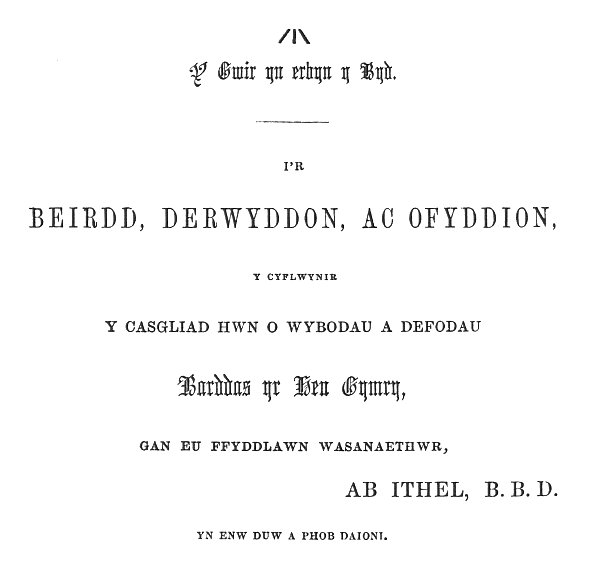 /I\
Y Gwir yn erbyn y Byd.
I'R
BEIRDD, DERWYDDON, AC OFYDDION,
Y CYFLWYNIR
Y CASGLIAD HWN O WYBODAU A DEFODAU
Barddas yr Hen Gymry,
GAN EU FFYDDLAWN WASANAETHWR,
AB ITHEL, B. B. D.
YN ENW DUW A PHOB DAIONI.